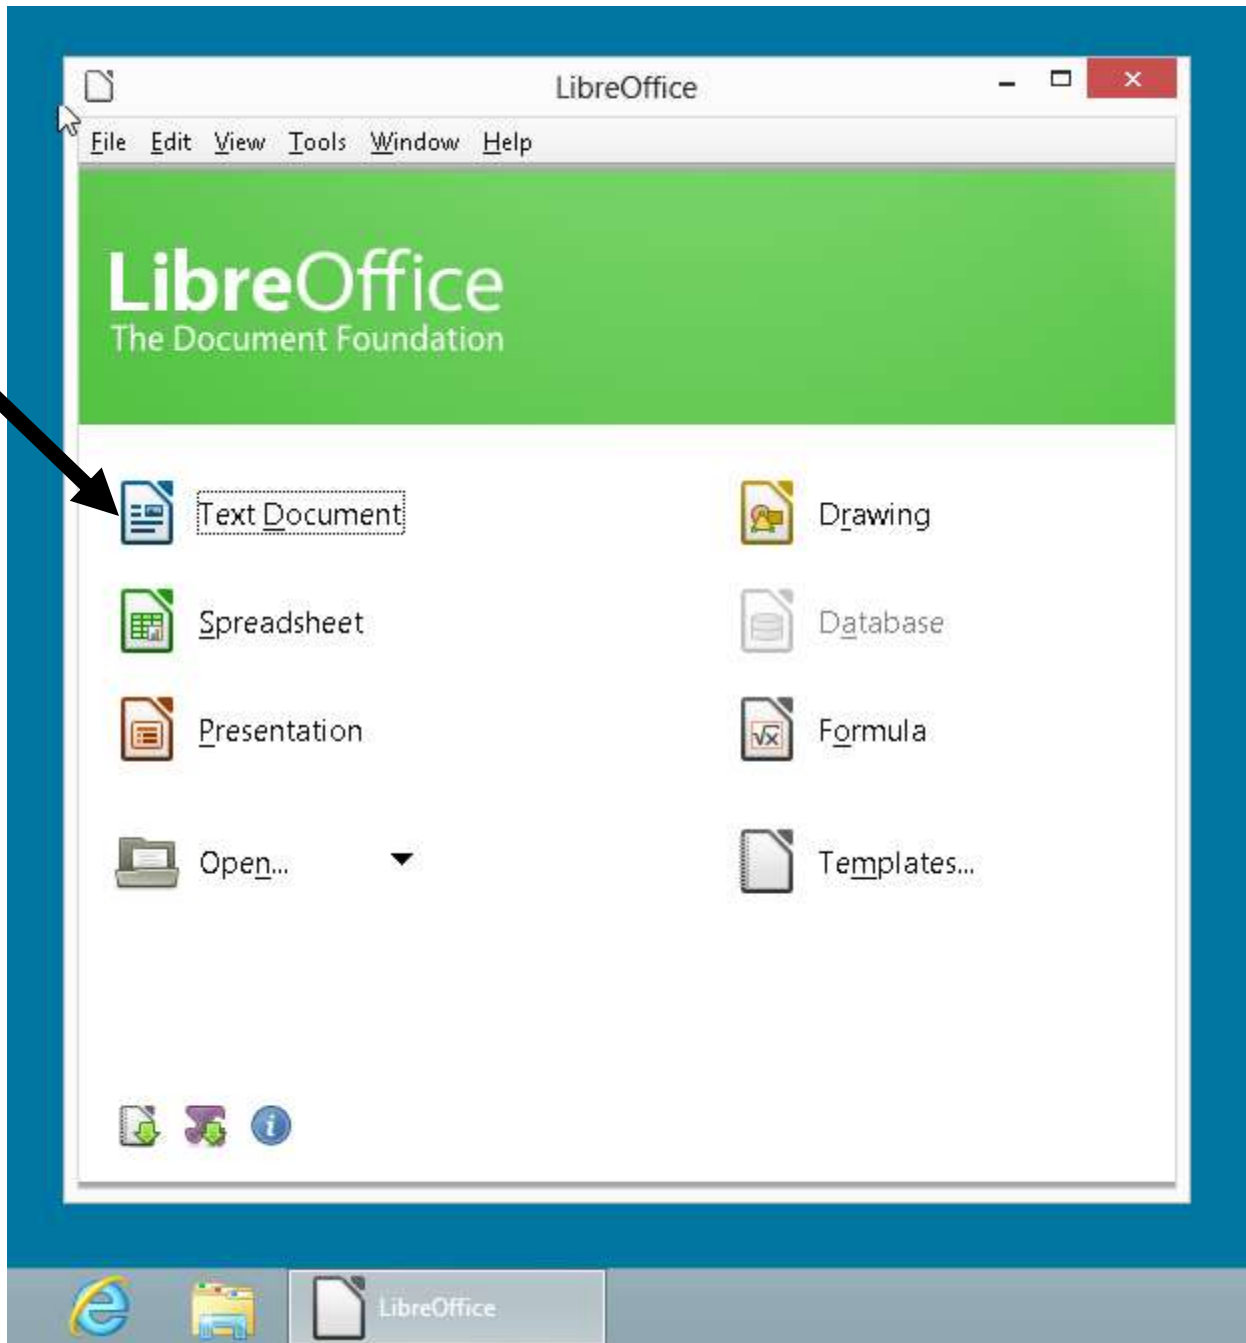 LibreOffice
File Edit View Tools Window Help
LibreOffice
The Document Foundation
Text Document
Drawing
Spreadsheet
Database
Presentation
Formula
Open...
Templates...
LibreOffice